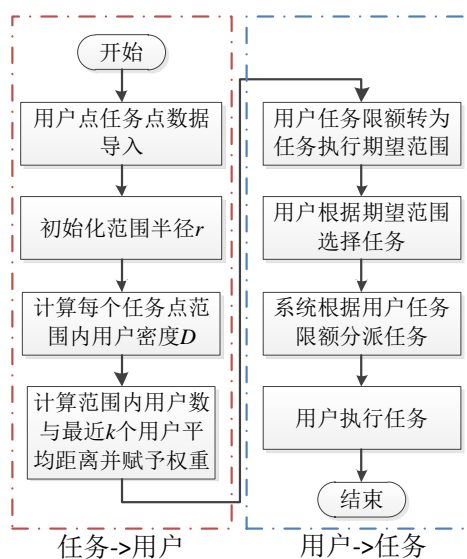 开始
用户点任务点数据
导入
初始化范围半径r
计算每个任务点范
围内用户密度D
计算范围内用户数
与最近k个用户平
均距离并赋予权重
任务->用户
用户任务限额转为
任务执行期望范围
用户根据期望范围
选择任务
系统根据用户任务
限额分派任务
用户执行任务
结束
用户->任务